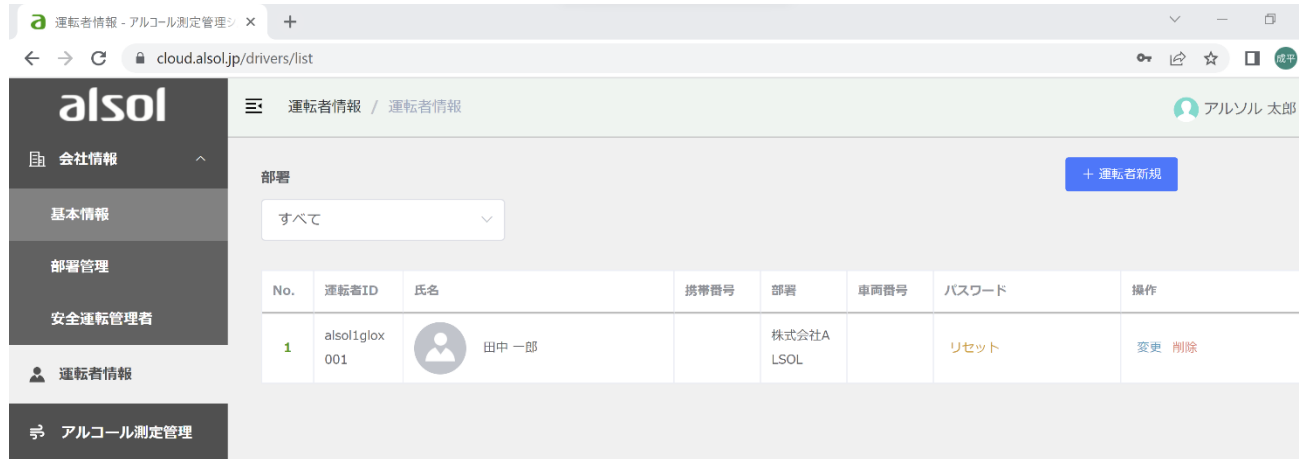 運転者情報 - アルコール測定管理シ
cloud.alsol.jp/drivers/list
成平
alsol
運転者情報 / 運転者情報
アルソル 太郎
会社情報
基本情報
部署管理
安全運転管理者
運転者情報
アルコール測定管理
部署
+ 運転者新規
すべて
No. 運転者ID 氏名 携帯番号 部署 車両番号 パスワード 操作
1 alsol1glox 田中 一郎 株式会社A リセット 変更 削除
001 LSOL